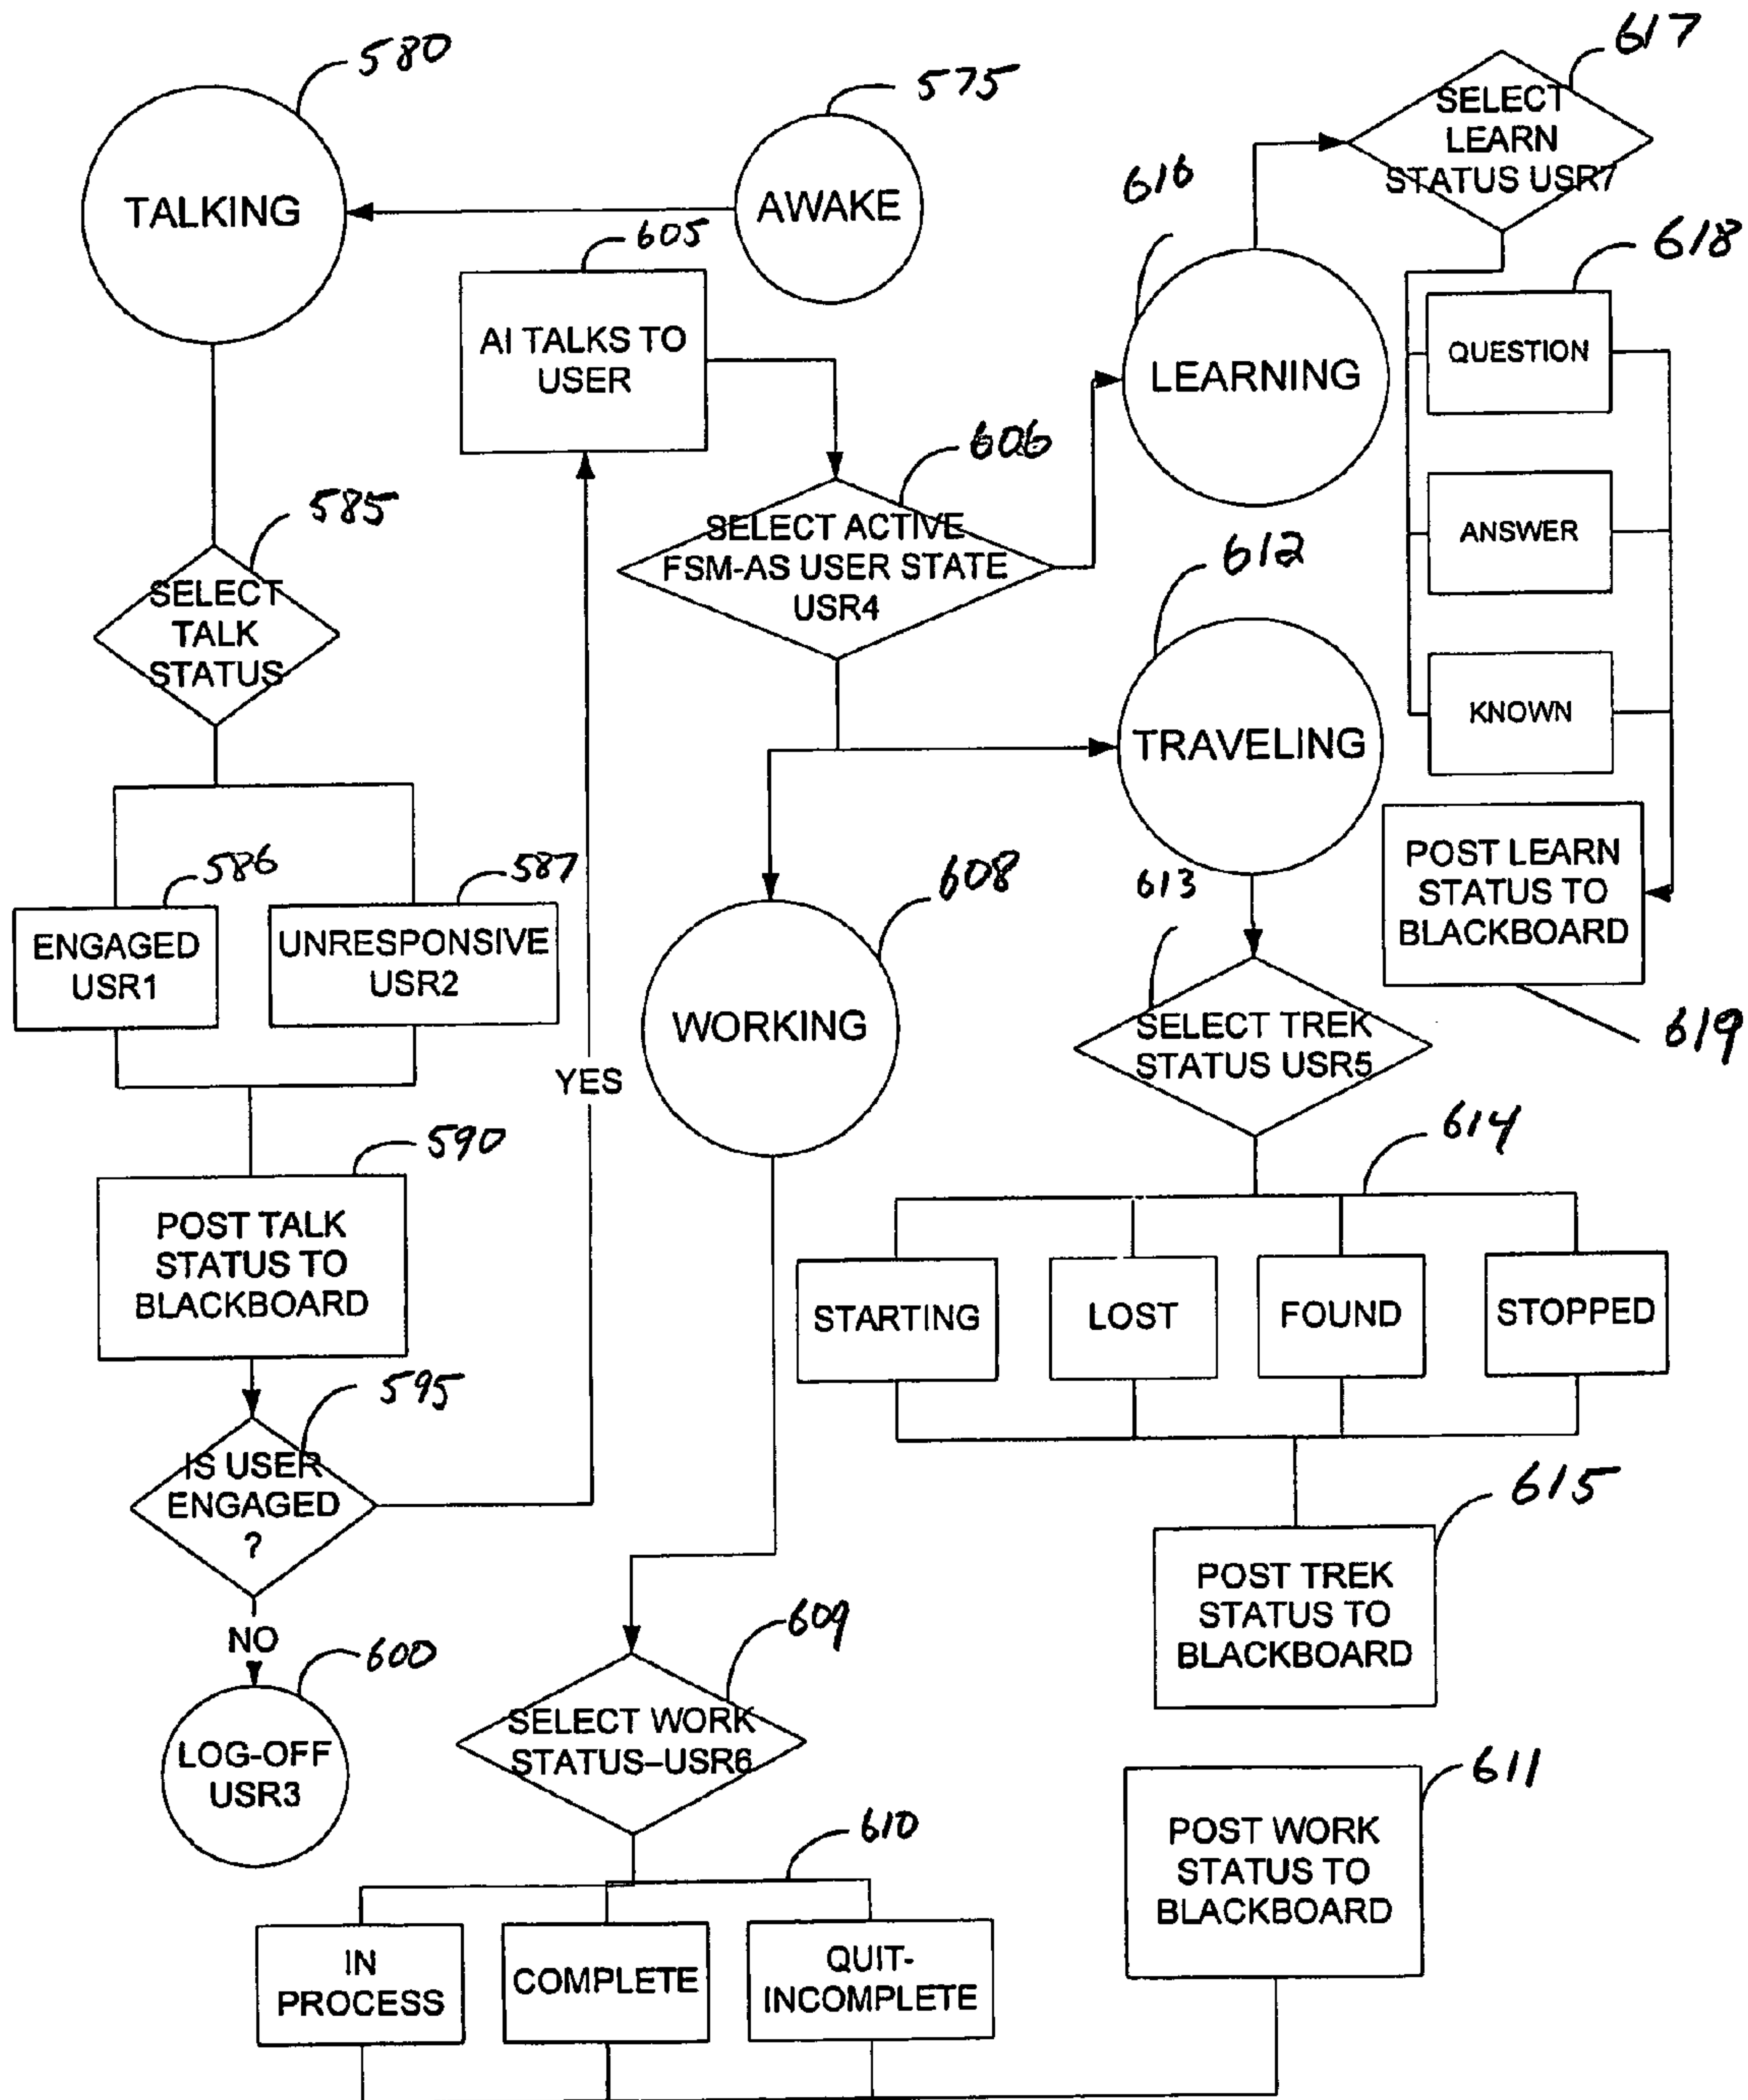 580
575
617
TALKING
AWAKE
SELECT
LEARN
STATUS USR7
616
605
AI TALKS TO
USER
LEARNING
618
QUESTION
ANSWER
KNOWN
606
SELECT ACTIVE
FSM-AS USER STATE
USR4
585
SELECT
TALK
STATUS
612
TRAVELING
POST LEARN
STATUS TO
BLACKBOARD
619
586
ENGAGED
USR1
587
UNRESPONSIVE
USR2
608
WORKING
613
SELECT TREK
STATUS USR5
YES
590
POST TALK
STATUS TO
BLACKBOARD
614
STARTING
LOST
FOUND
STOPPED
595
IS USER
ENGAGED
?
615
POST TREK
STATUS TO
BLACKBOARD
NO
600
LOG-OFF
USR3
609
SELECT WORK
STATUS–USR6
611
POST WORK
STATUS TO
BLACKBOARD
610
IN
PROCESS
COMPLETE
QUIT-
INCOMPLETE